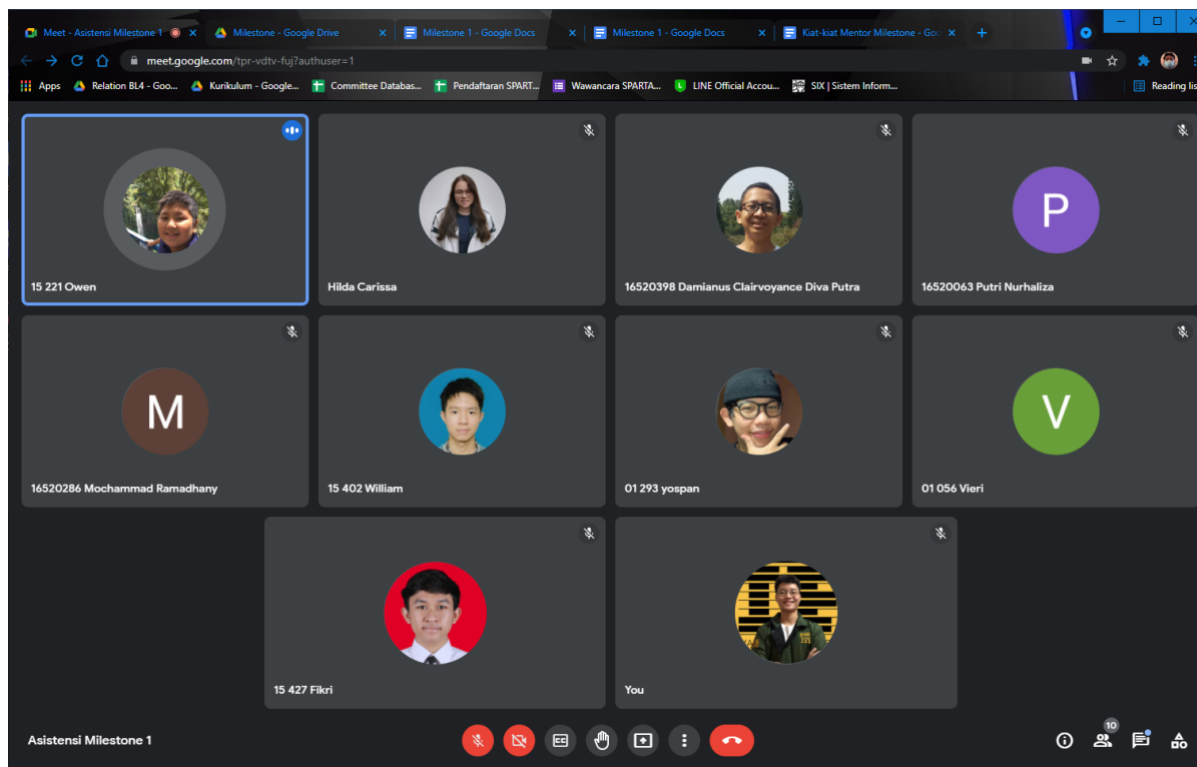 Meet - Asistensi Milestone 1
Milestone - Google Drive
Milestone 1 - Google Docs
Milestone 1 - Google Docs
Kiat-kiat Mentor Milestone - Goo
meet.google.com/tpr-vdtv-fuj?authuser=1
Apps
Relation BL4 - Goo...
Kurikulum - Google...
Committee Databas...
Pendaftaran SPART...
Wawancara SPARTA...
LINE Official Accou...
SIX | Sistem Inform...
Reading lis
15 221 Owen
Hilda Carissa
16520398 Damianus Clairvoyance Diva Putra
P
16520063 Putri Nurhaliza
M
16520286 Mochammad Ramadhany
15 402 William
01 293 yospan
V
01 056 Vieri
15 427 Fikri
You
Asistensi Milestone 1
CC
10